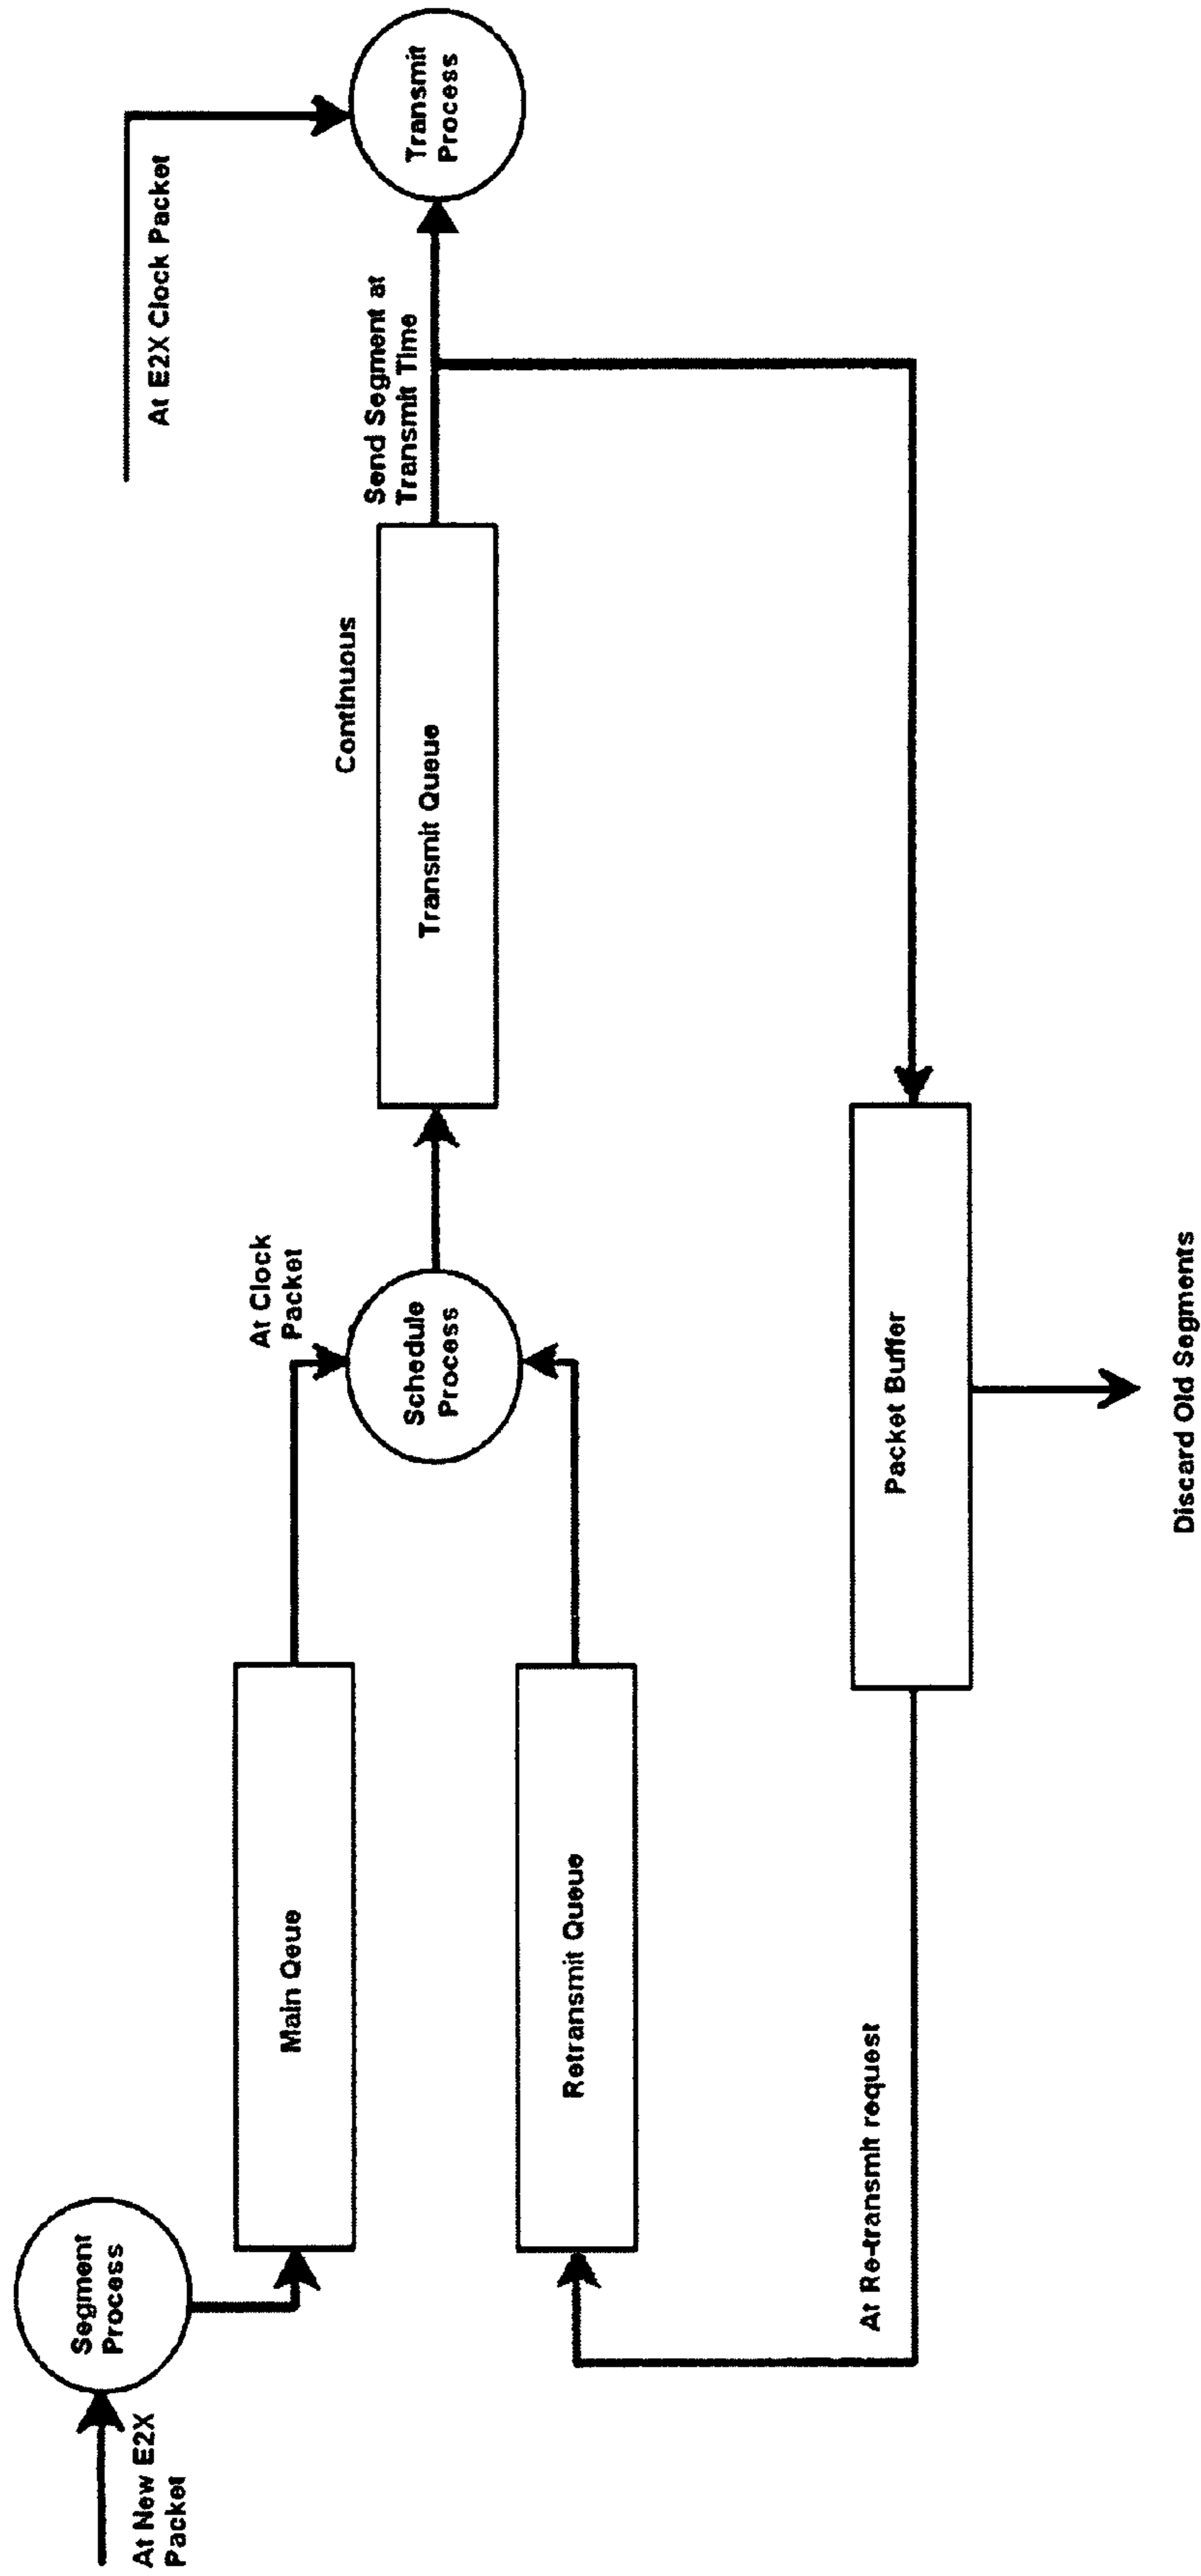 At New E2X
Packet
Segment
Process
Main Qeue
Retransmit Queue
At Re-transmit request
At Clock
Packet
Schedule
Process
Packet Buffer
Discard Old Segments
Continuous
Transmit Queue
Send Segment at
Transmit Time
At E2X Clock Packet
Transmit
Process